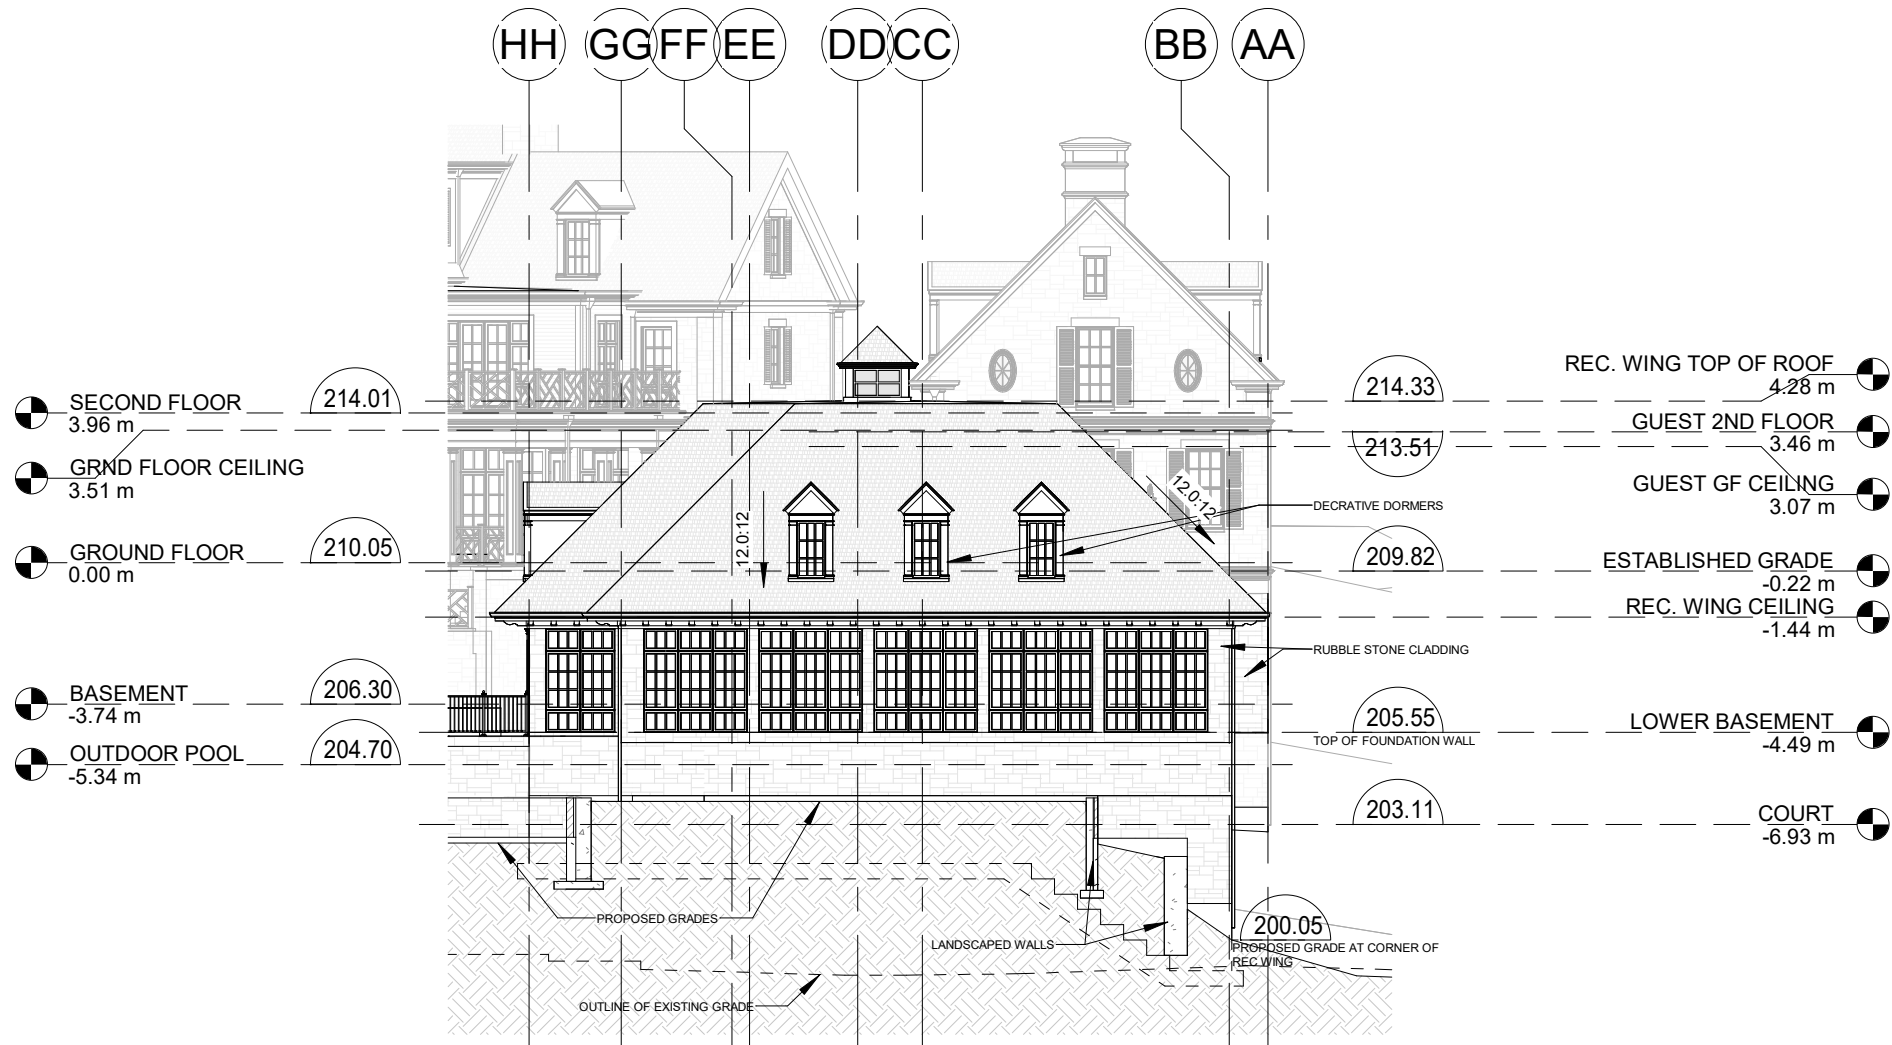 HH GG FF EE DD CC BB AA
SECOND FLOOR
3.96 m
214.01
GRND FLOOR CEILING
3.51 m
GROUND FLOOR
0.00 m
210.05
BASEMENT
-3.74 m
206.30
OUTDOOR POOL
-5.34 m
204.70
12.0:12
12.0:12
REC. WING TOP OF ROOF
4.28 m
214.33
GUEST 2ND FLOOR
3.46 m
213.51
GUEST GF CEILING
3.07 m
DECRATIVE DORMERS
ESTABLISHED GRADE
-0.22 m
209.82
REC. WING CEILING
-1.44 m
RUBBLE STONE CLADDING
LOWER BASEMENT
-4.49 m
205.55
TOP OF FOUNDATION WALL
COURT
-6.93 m
203.11
PROPOSED GRADES
LANDSCAPED WALLS
200.05
PROPOSED GRADE AT CORNER OF
REC WING
OUTLINE OF EXISTING GRADE